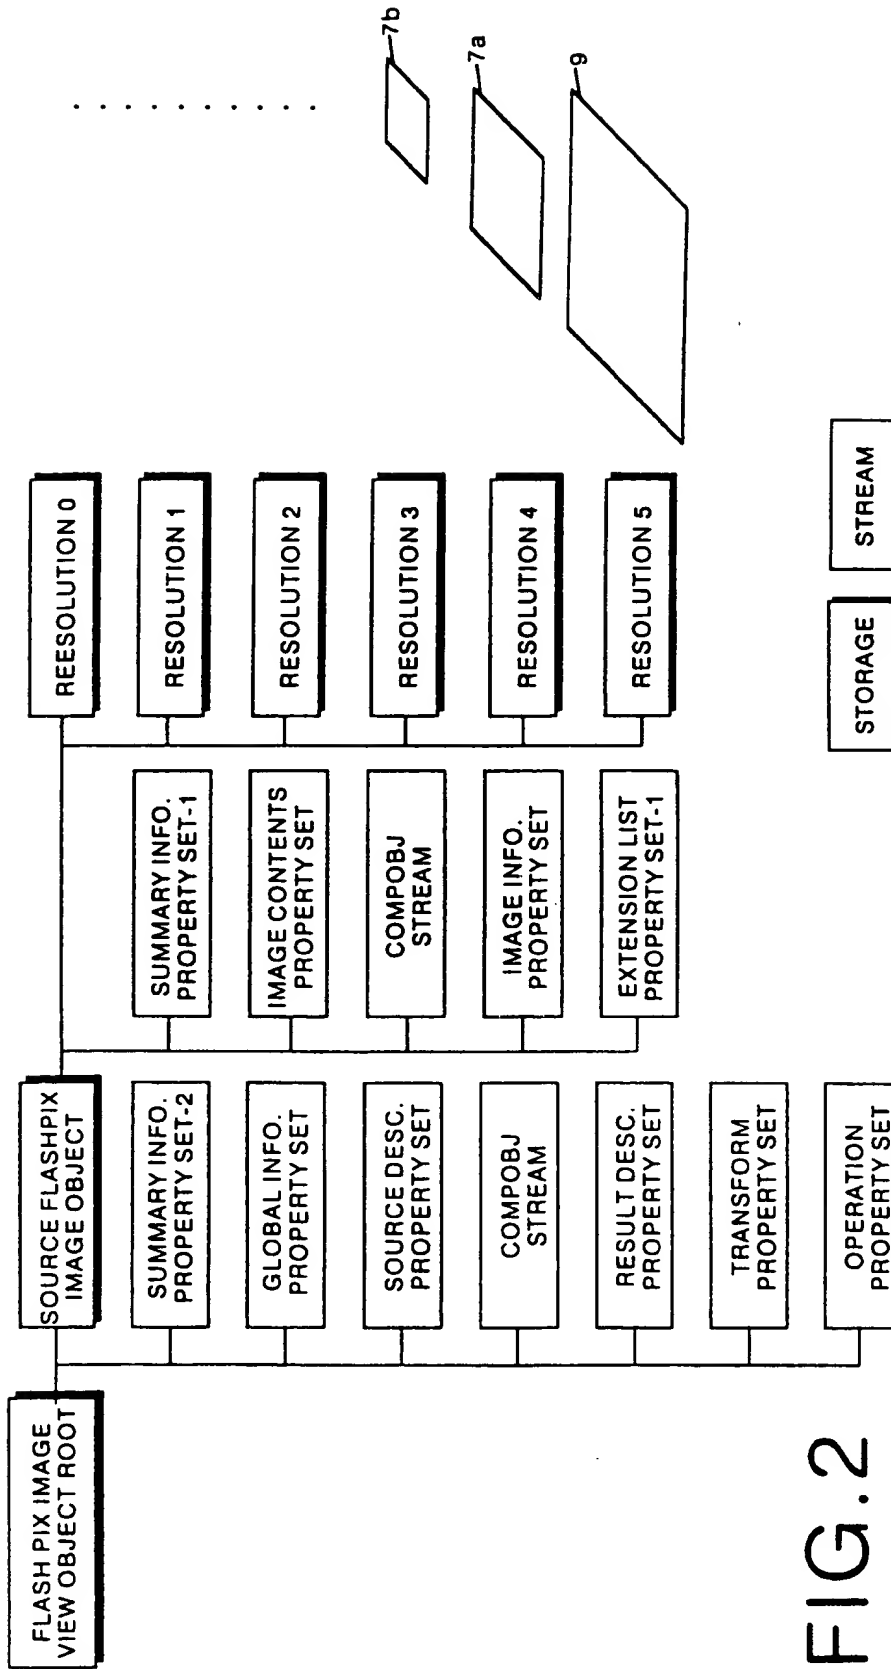 FLASH PIX IMAGE
VIEW OBJECT ROOT
SOURCE FLASHPIX
IMAGE OBJECT
SUMMARY INFO.
PROPERTY SET-2
GLOBAL INFO.
PROPERTY SET
SOURCE DESC.
PROPERTY SET
COMPOBJ
STREAM
RESULT DESC.
PROPERTY SET
TRANSFORM
PROPERTY SET
OPERATION
PROPERTY SET
SUMMARY INFO.
PROPERTY SET-1
IMAGE CONTENTS
PROPERTY SET
COMPOBJ
STREAM
IMAGE INFO.
PROPERTY SET
EXTENSION LIST
PROPERTY SET-1
REESOLUTION 0
RESOLUTION 1
RESOLUTION 2
RESOLUTION 3
RESOLUTION 4
RESOLUTION 5
7b
7a
9
STORAGE
STREAM
FIG.2